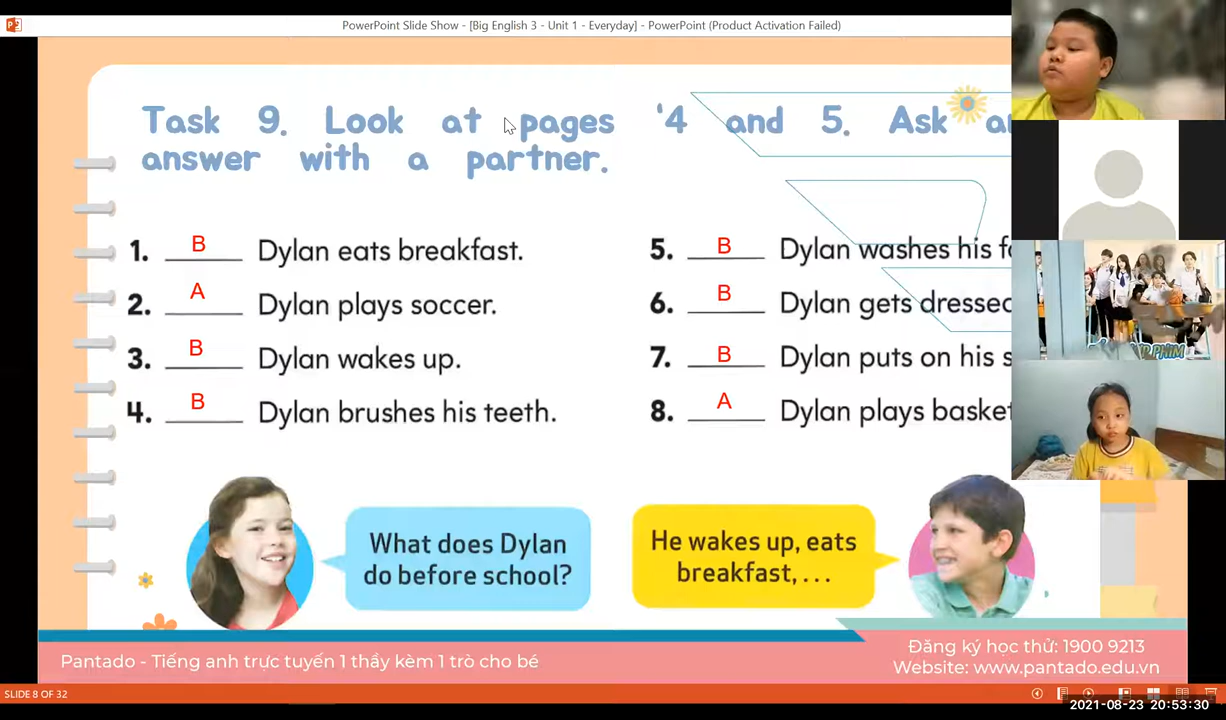 PowerPoint Slide Show - [Big English 3 - Unit 1 - Everyday] - PowerPoint (Product Activation Failed)
Task 9. Look at pages '4 and 5. Ask
answer with a partner.
1. B Dylan eats breakfast.
2. A Dylan plays soccer.
3. B Dylan wakes up.
4. B Dylan brushes his teeth.
5. B Dylan washes his
6. B Dylan gets dressed
7. B Dylan puts on his
8. A Dylan plays
What does Dylan
do before school?
He wakes up, eats
breakfast, ...
Pantado - Tiếng anh trực tuyến 1 thầy kèm 1 trò cho bé
Đăng ký học thử: 1900 9213
Website: www.pantado.edu.vn
SLIDE 8 OF 32
2021-08-23 20:53:30